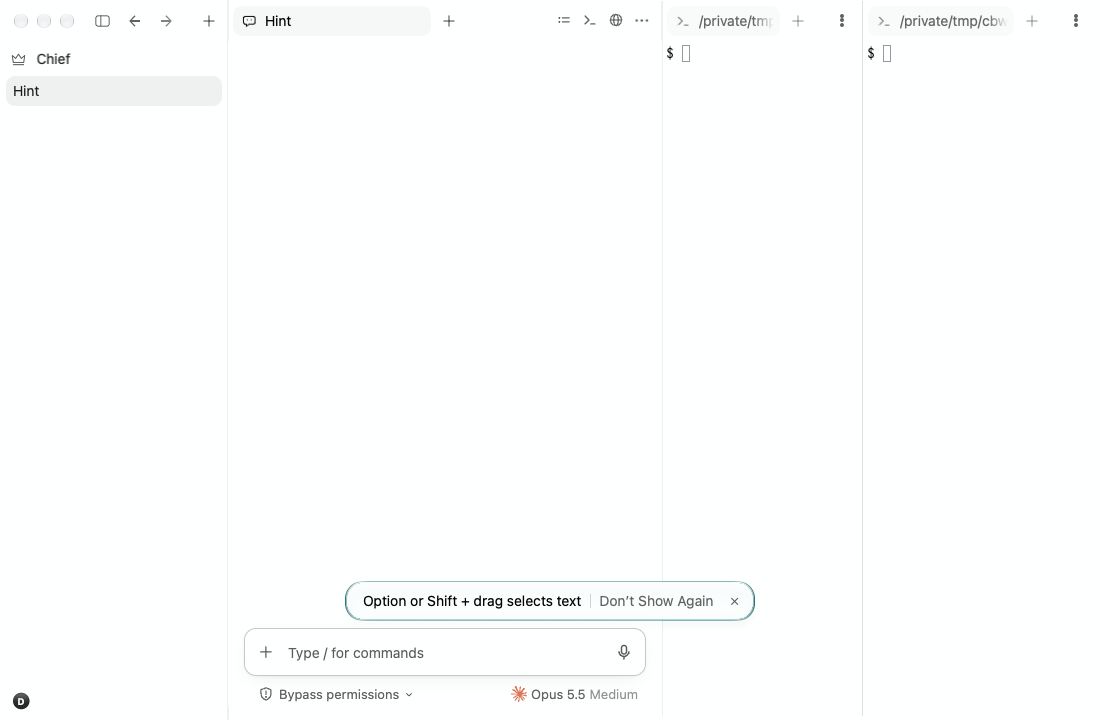 Hint
/private/tmp
/private/tmp/cbw
Chief
Hint
$
$
Option or Shift + drag selects text
Don’t Show Again
Type / for commands
Bypass permissions
Opus 5.5 Medium
D